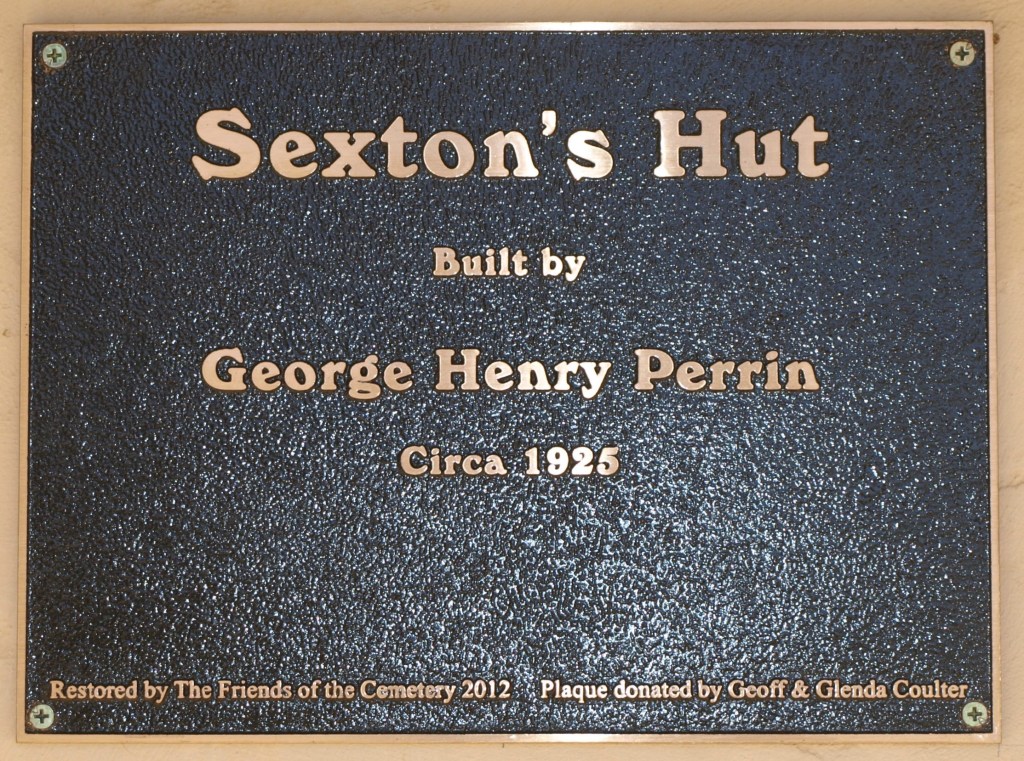 Sexton's Hut
Built by
George Henry Perrin
Circa 1925
Restored by The Friends of the Cemetery 2012 Plaque donated by Geoff & Glenda Coulter